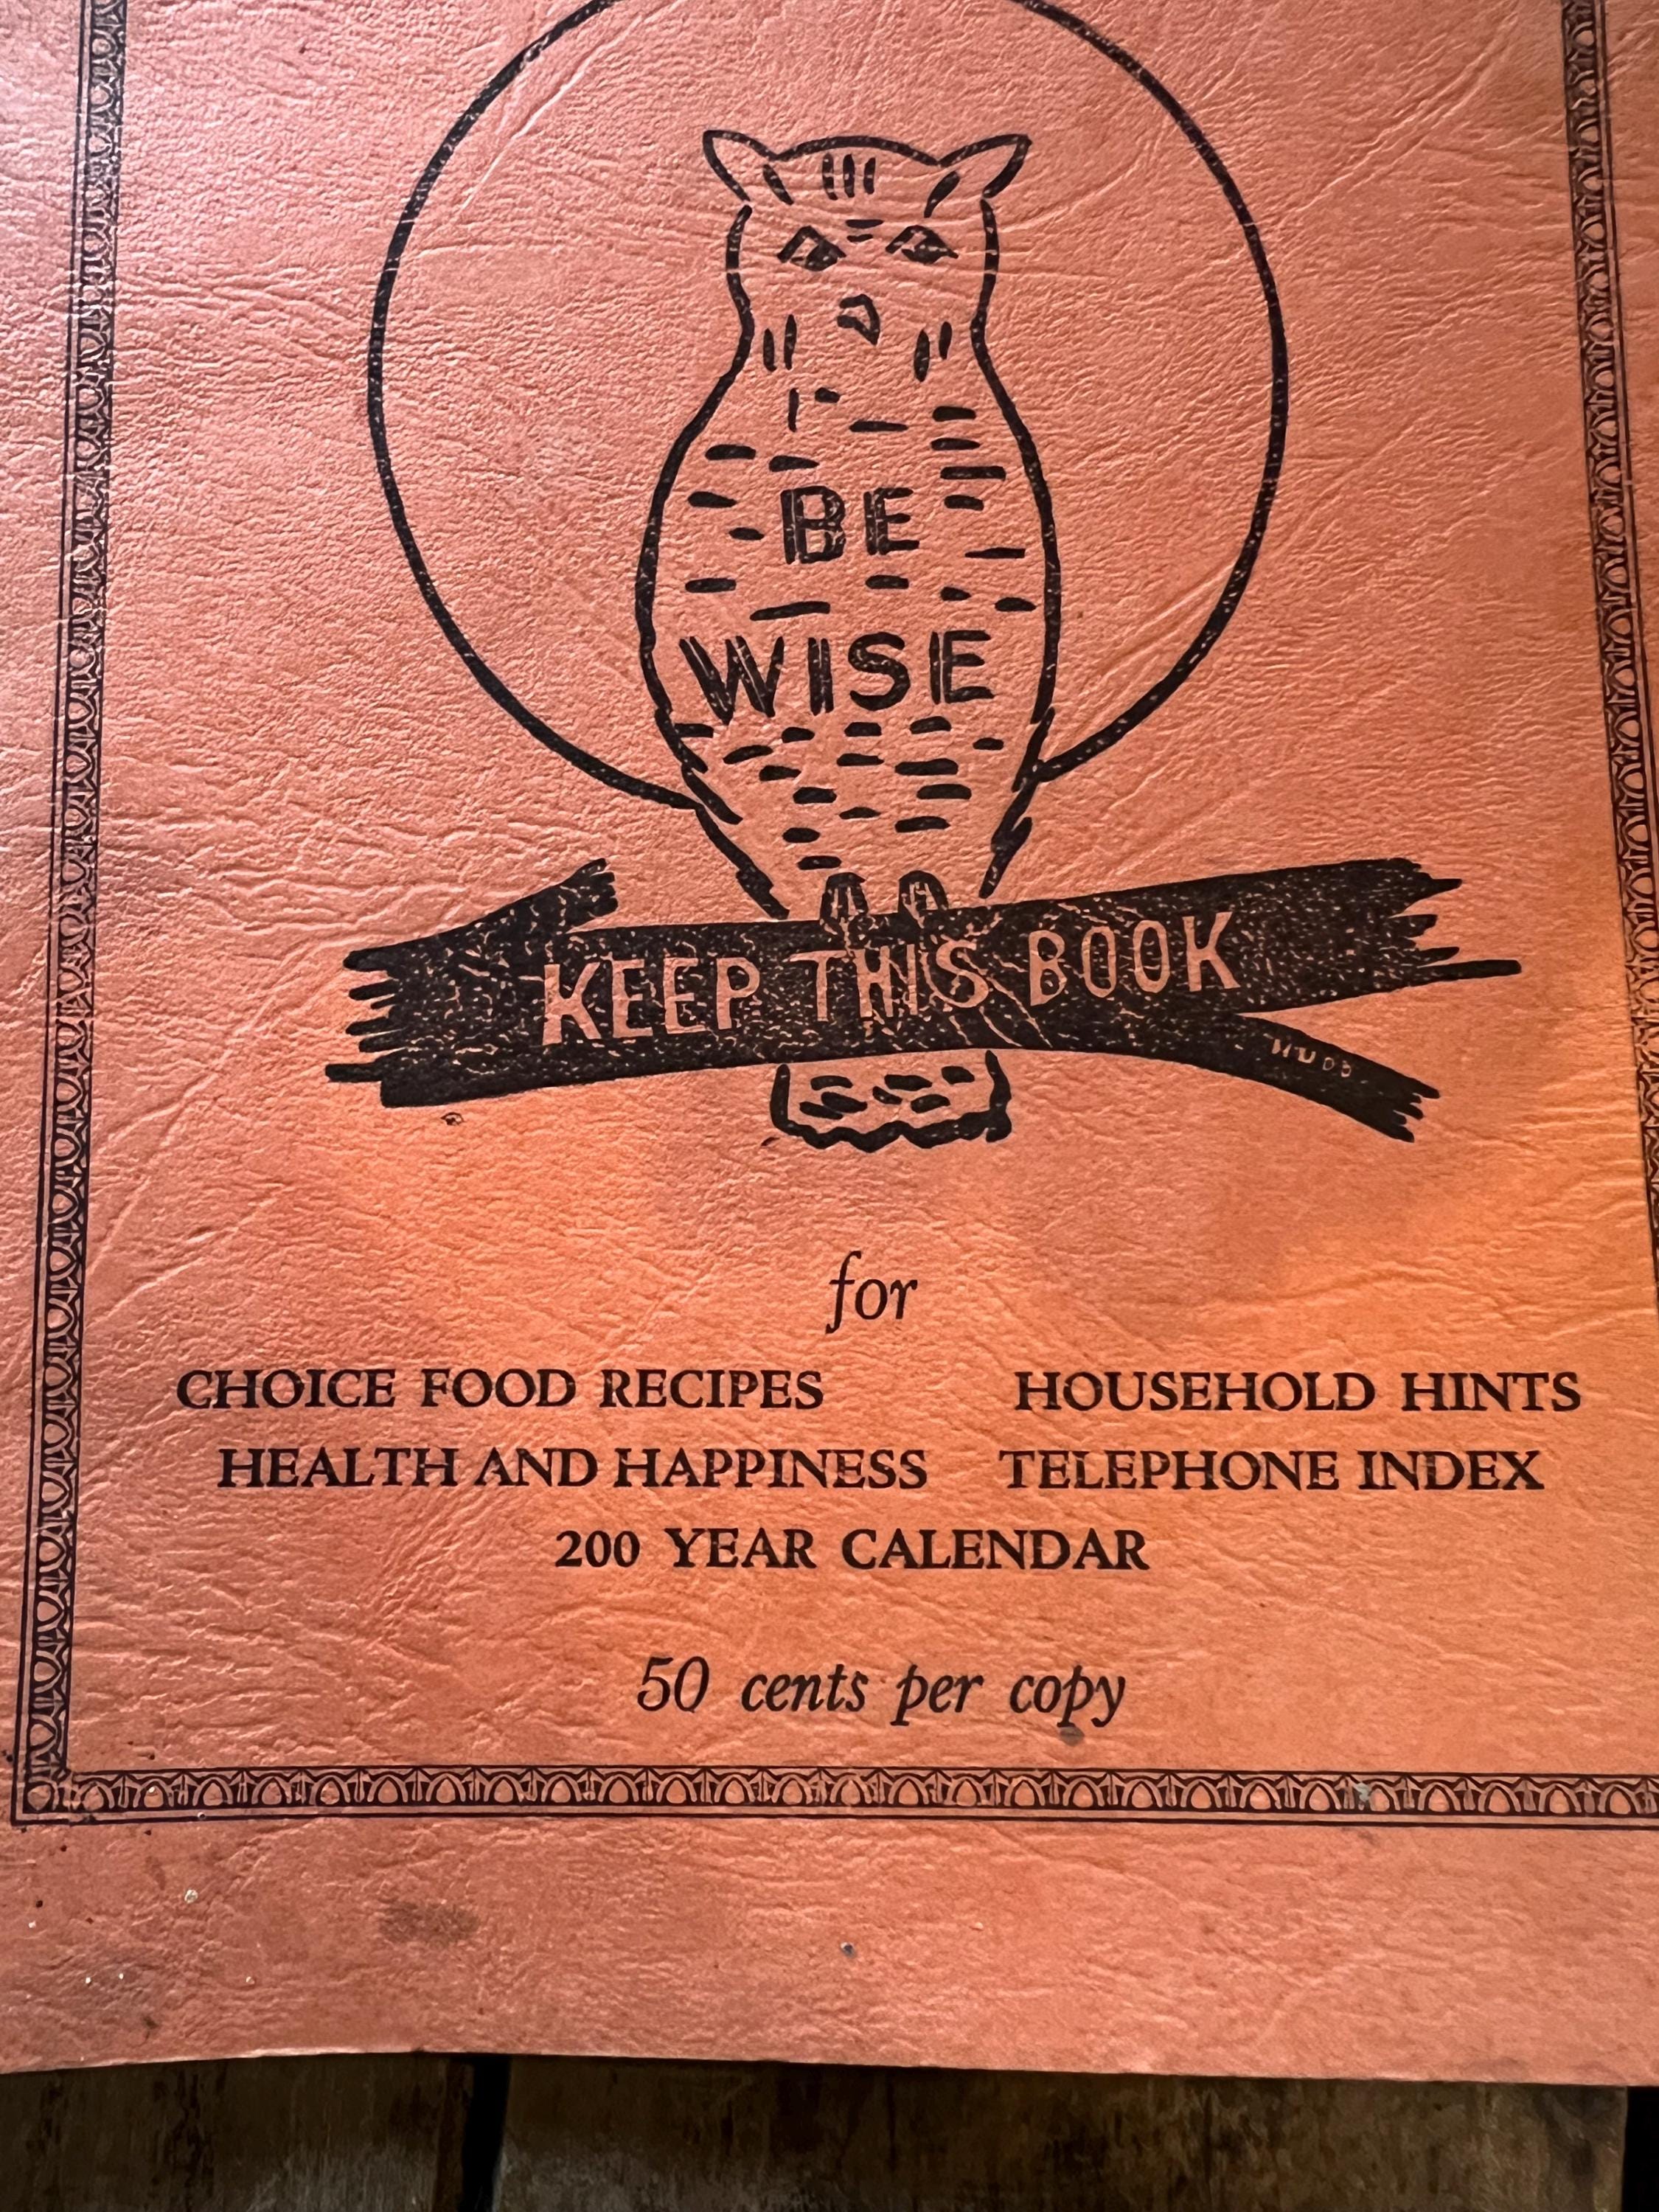 BE
WISE
KEEP THIS BOOK
for
CHOICE FOOD RECIPES HOUSEHOLD HINTS
HEALTH AND HAPPINESS TELEPHONE INDEX
200 YEAR CALENDAR
50 cents per copy